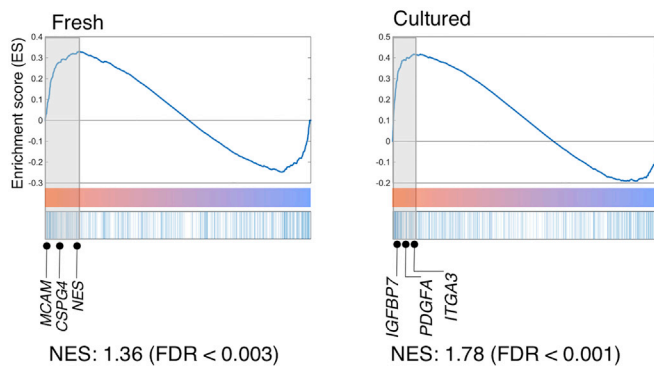 Fresh
Enrichment score (ES)
0.4
0.3
0.2
0.1
0
-0.1
-0.2
-0.3
MCAM
CSPG4
NES
NES: 1.36 (FDR < 0.003)
Cultured
0.5
0.4
0.3
0.2
0.1
0
-0.1
-0.2
IGFBP7
PDGFA
ITGA3
NES: 1.78 (FDR < 0.001)